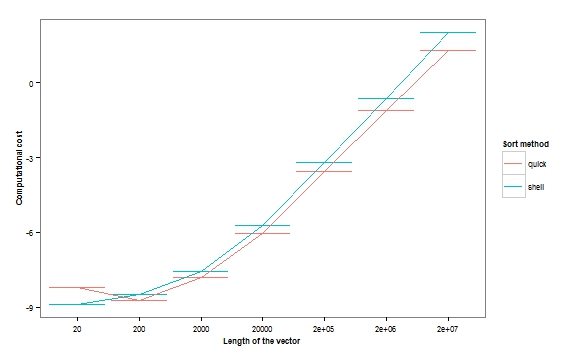 0
-3
-6
-9
Computational cost
20 200 2000 20000 2e+05 2e+06 2e+07
Length of the vector
Sort method
quick
shell